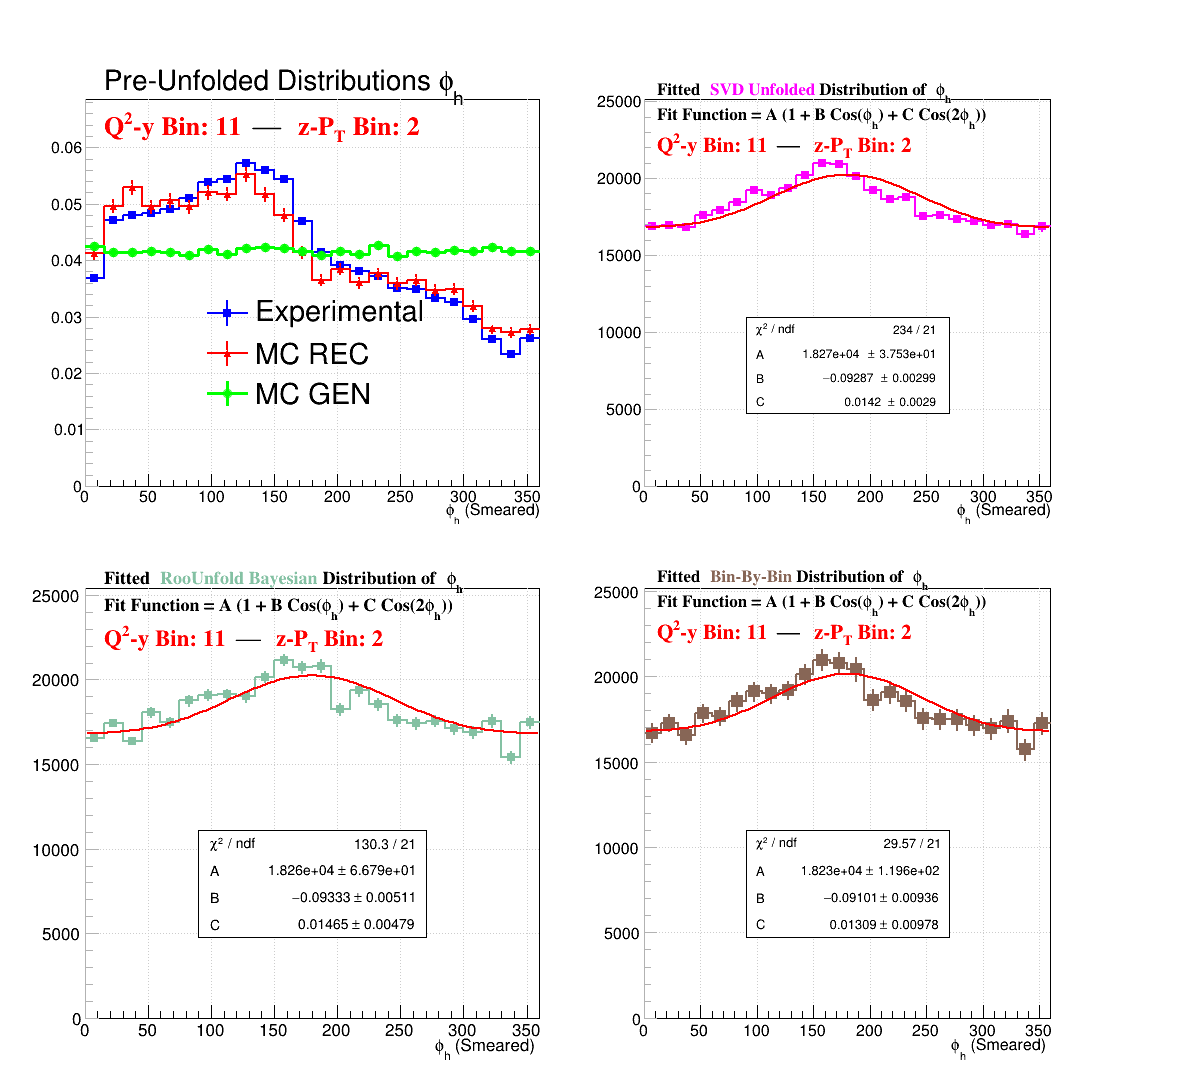 Pre-Unfolded Distributions ϕh
Q²-y Bin: 11 — z-PT Bin: 2
0.06
0.05
0.04
0.03
0.02
0.01
0
Experimental
MC REC
MC GEN
0 50 100 150 200 250 300 350
ϕh (Smeared)
Fitted SVD Unfolded Distribution of ϕh
Fit Function = A (1 + B Cos(ϕh) + C Cos(2ϕh))
Q²-y Bin: 11 — z-PT Bin: 2
25000
20000
15000
10000
5000
0
χ² / ndf 234 / 21
A 1.827e+04 ± 3.753e+01
B −0.09287 ± 0.00299
C 0.0142 ± 0.0029
0 50 100 150 200 250 300 350
ϕh (Smeared)
Fitted RooUnfold Bayesian Distribution of ϕh
Fit Function = A (1 + B Cos(ϕh) + C Cos(2ϕh))
Q²-y Bin: 11 — z-PT Bin: 2
25000
20000
15000
10000
5000
0
χ² / ndf 130.3 / 21
A 1.826e+04 ± 6.679e+01
B −0.09333 ± 0.00511
C 0.01465 ± 0.00479
0 50 100 150 200 250 300 350
ϕh (Smeared)
Fitted Bin-By-Bin Distribution of ϕh
Fit Function = A (1 + B Cos(ϕh) + C Cos(2ϕh))
Q²-y Bin: 11 — z-PT Bin: 2
25000
20000
15000
10000
5000
0
χ² / ndf 29.57 / 21
A 1.823e+04 ± 1.196e+02
B −0.09101 ± 0.00936
C 0.01309 ± 0.00978
0 50 100 150 200 250 300 350
ϕh (Smeared)